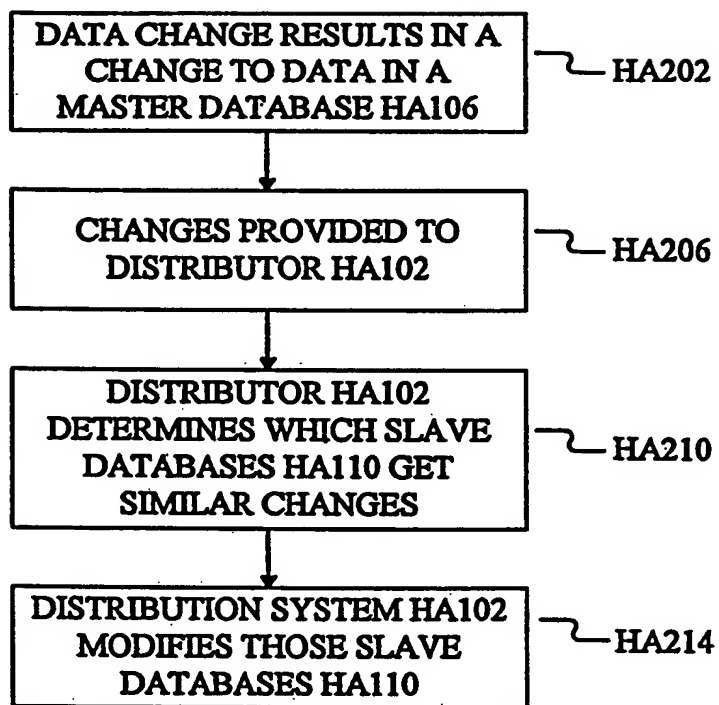 DATA CHANGE RESULTS IN A
CHANGE TO DATA IN A
MASTER DATABASE HA106
HA202
CHANGES PROVIDED TO
DISTRIBUTOR HA102
HA206
DISTRIBUTOR HA102
DETERMINES WHICH SLAVE
DATABASES HA110 GET
SIMILAR CHANGES
HA210
DISTRIBUTION SYSTEM HA102
MODIFIES THOSE SLAVE
DATABASES HA110
HA214